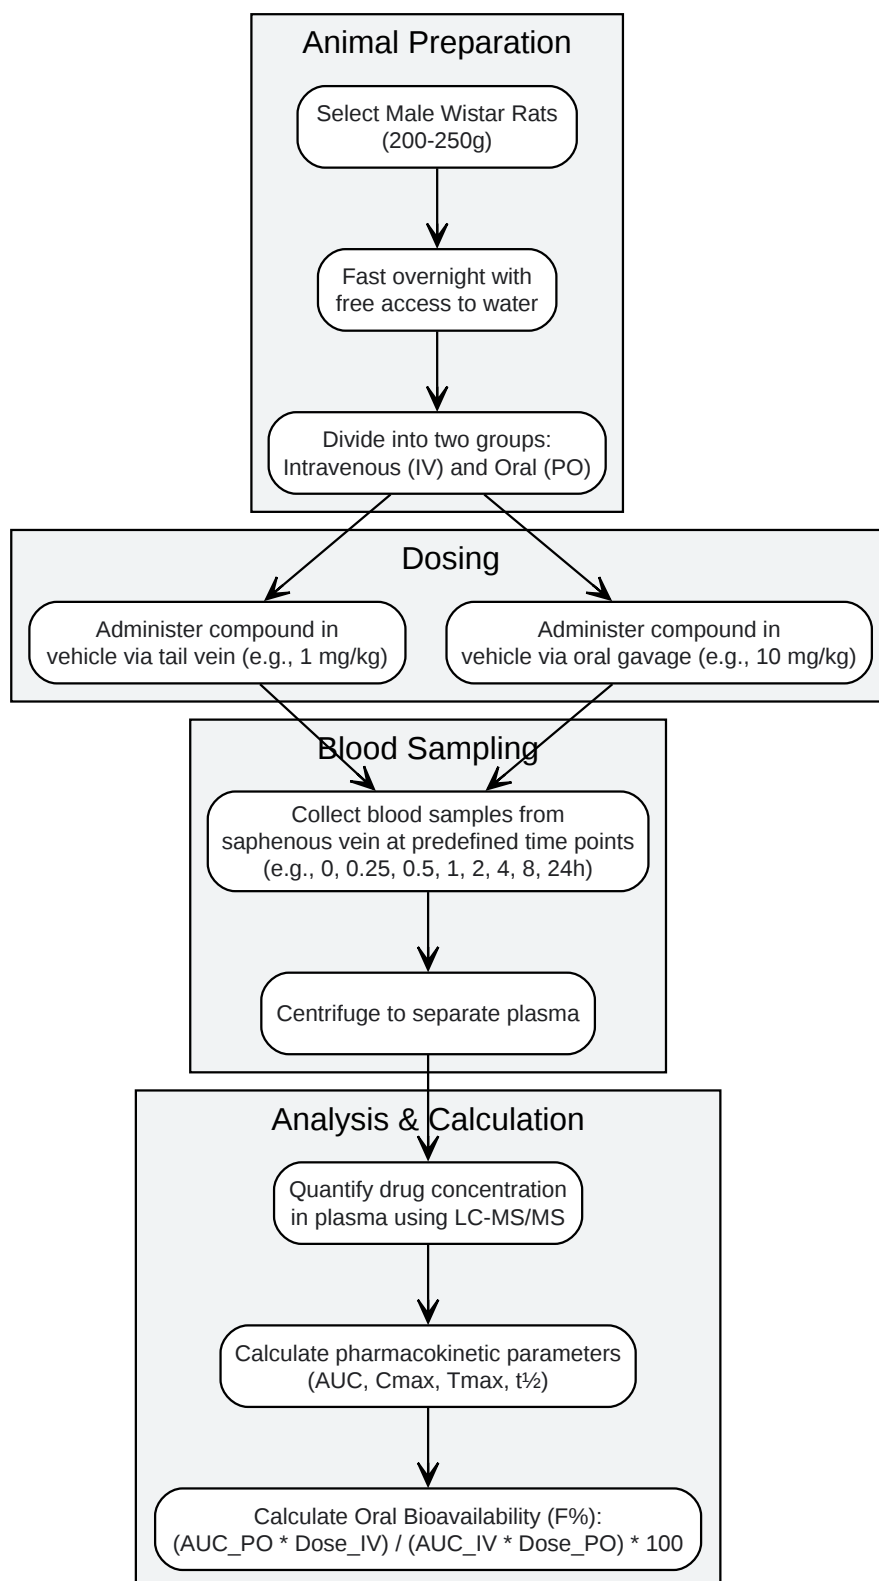 Animal Preparation
Select Male Wistar Rats
(200-250g)
Fast overnight with
free access to water
Divide into two groups:
Intravenous (IV) and Oral (PO)
Dosing
Administer compound in
vehicle via tail vein (e.g., 1 mg/kg)
Administer compound in
vehicle via oral gavage (e.g., 10 mg/kg)
Blood Sampling
Collect blood samples from
saphenous vein at predefined time points
(e.g., 0, 0.25, 0.5, 1, 2, 4, 8, 24h)
Centrifuge to separate plasma
Analysis & Calculation
Quantify drug concentration
in plasma using LC-MS/MS
Calculate pharmacokinetic parameters
(AUC, Cmax, Tmax, t½)
Calculate Oral Bioavailability (F%):
(AUC_PO * Dose_IV) / (AUC_IV * Dose_PO) * 100